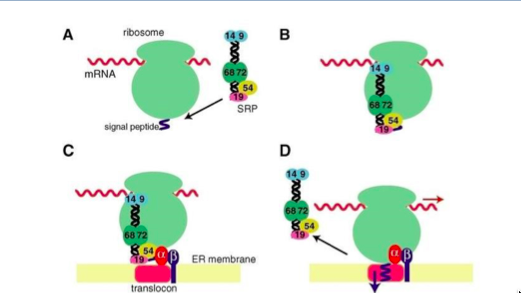 A
ribosome
14 9
mRNA
68 72
54
19
SRP
signal peptide
B
14 9
68 72
54
19
C
14 9
68 72
54
19
α
β
ER membrane
translocon
D
14 9
68 72
54
19
α
β